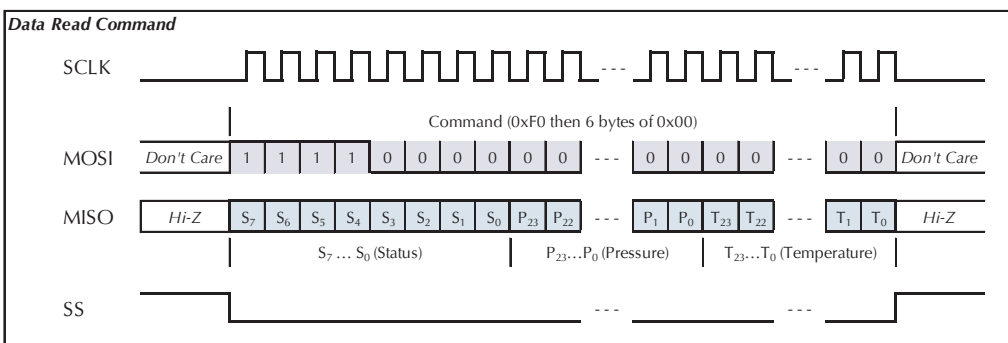 Data Read Command
SCLK - - - - - -
Command (0xF0 then 6 bytes of 0x00)
MOSI Don't Care 1 1 1 1 0 0 0 0 0 0 - - - 0 0 0 0 - - - 0 0 Don't Care
MISO Hi-Z S7 S6 S5 S4 S3 S2 S1 S0 P23 P22 - - - P1 P0 T23 T22 - - - T1 T0 Hi-Z
S7 ... S0 (Status) P23...P0 (Pressure) T23...T0 (Temperature)
SS - - - - - -